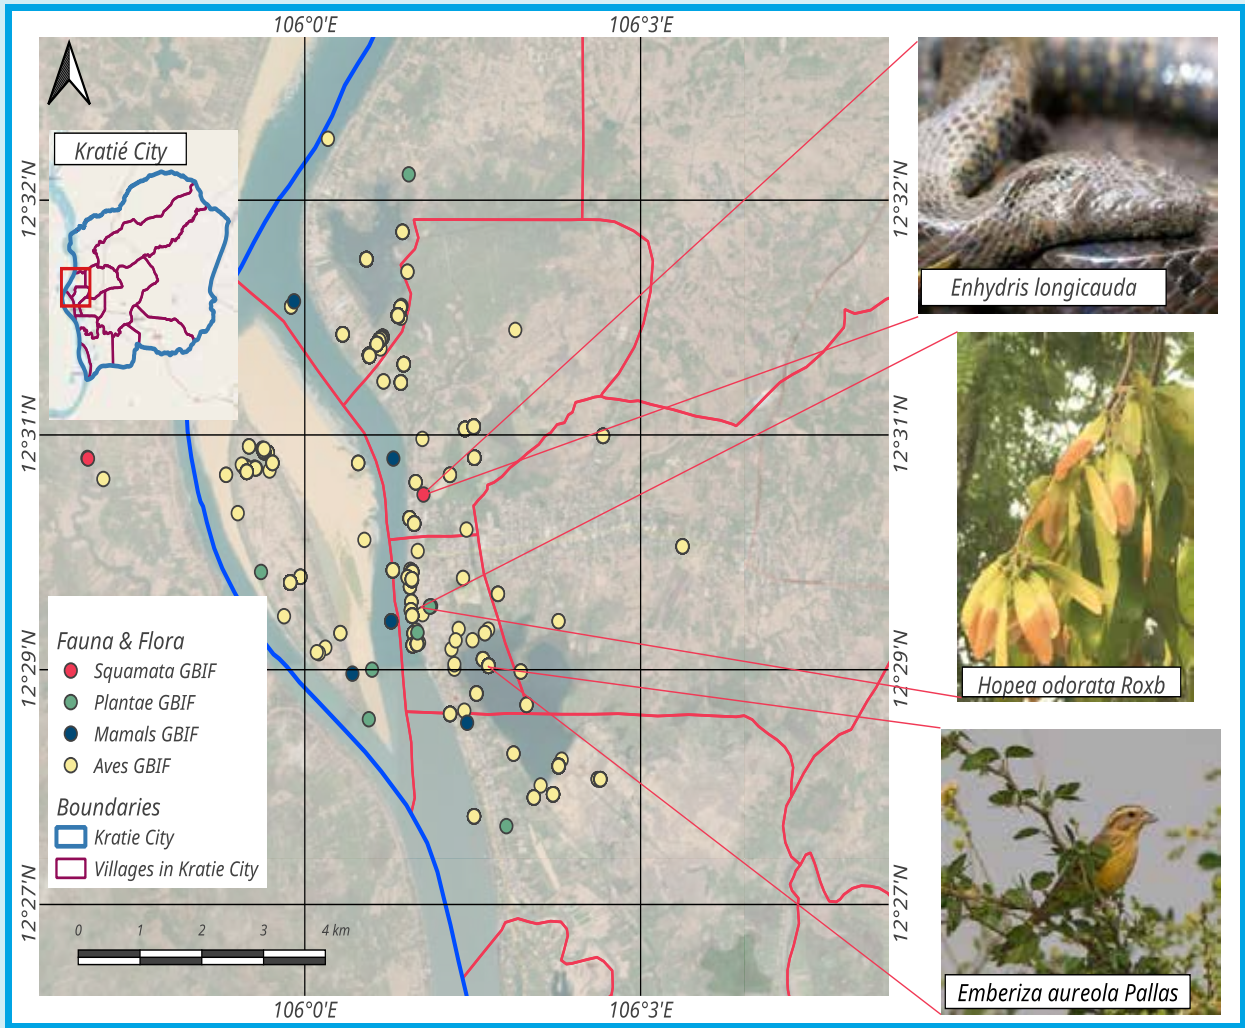 106°0'E
106°3'E
Kratié City
12°32'N
12°32'N
Enhydris longicauda
12°31'N
12°31'N
Fauna & Flora
Squamata GBIF
Plantae GBIF
Mamals GBIF
Aves GBIF
Boundaries
Kratie City
Villages in Kratie City
12°29'N
12°29'N
Hopea odorata Roxb
12°27'N
12°27'N
0 1 2 3 4 km
Emberiza aureola Pallas
106°0'E
106°3'E